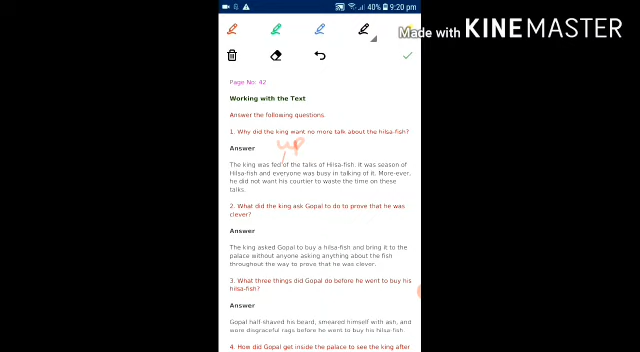 40% 9:20 pm
Made with KINEMASTER
Page No: 42
Working with the Text
Answer the following questions.
1. Why did the king want no more talk about the hilsa-fish?
Answer
up
The king was fed of the talks of Hilsa-fish. It was season of
Hilsa-fish and everyone was busy in talking of it. More-ever,
he did not want his courtier to waste the time on these
talks.
2. What did the king ask Gopal to do to prove that he was
clever?
Answer
The king asked Gopal to buy a hilsa-fish and bring it to the
palace without anyone asking anything about the fish
throughout the way to prove that he was clever.
3. What three things did Gopal do before he went to buy his
hilsa-fish?
Answer
Gopal half-shaved his beard, smeared himself with ash, and
wore disgraceful rags before he went to buy his hilsa-fish.
4. How did Gopal get inside the palace to see the king after